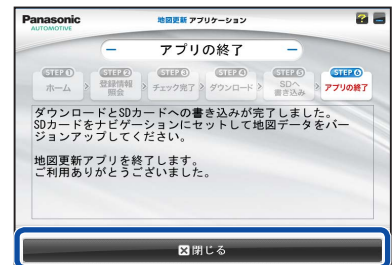 Panasonic
AUTOMOTIVE
地図更新 アプリケーション
?
アプリの終了
STEP① STEP② STEP③ STEP④ STEP⑤ STEP⑥
ホーム > 登録情報照会 > チェック完了 > ダウンロード > SDへ書き込み > アプリの終了
ダウンロードとSDカードへの書き込みが完了しました。
SDカードをナビゲーションにセットして地図データをバー
ジョンアップしてください。
地図更新アプリを終了します。
ご利用ありがとうございました。
閉じる